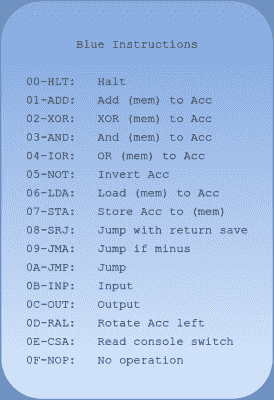 Blue Instructions
00-HLT: Halt
01-ADD: Add (mem) to Acc
02-XOR: XOR (mem) to Acc
03-AND: And (mem) to Acc
04-IOR: OR (mem) to Acc
05-NOT: Invert Acc
06-LDA: Load (mem) to Acc
07-STA: Store Acc to (mem)
08-SRJ: Jump with return save
09-JMA: Jump if minus
0A-JMP: Jump
0B-INP: Input
0C-OUT: Output
0D-RAL: Rotate Acc left
0E-CSA: Read console switch
0F-NOP: No operation